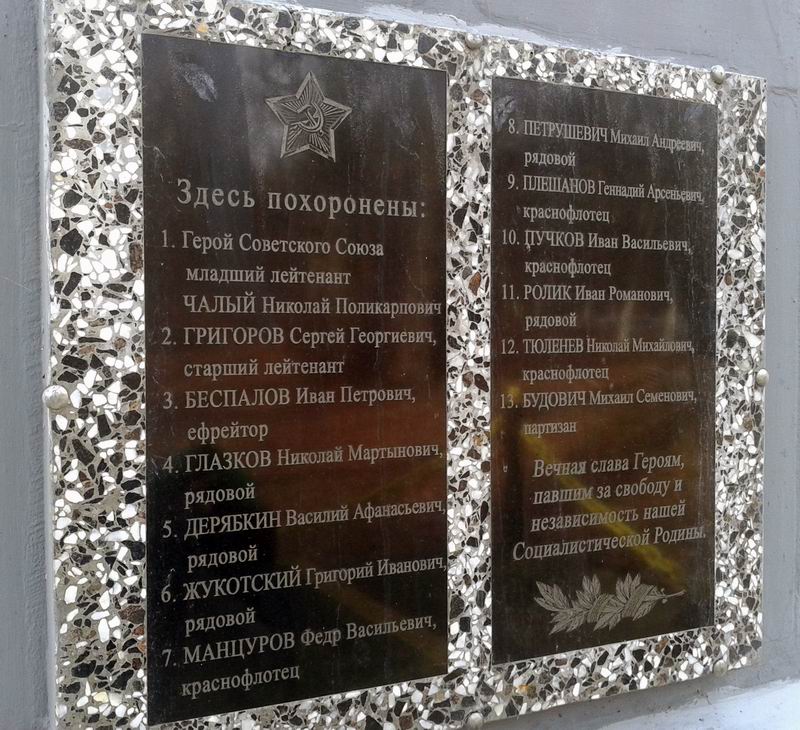 Здесь похоронены:
1. Герой Советского Союза
младший лейтенант
ЧАЛЫЙ Николай Поликарпович
2. ГРИГОРОВ Сергей Георгиевич,
старший лейтенант
3. БЕСПАЛОВ Иван Петрович,
ефрейтор
4. ГЛАЗКОВ Николай Мартынович,
рядовой
5. ДЕРЯБКИН Василий Афанасьевич,
рядовой
6. ЖУКОТСКИЙ Григорий Иванович,
рядовой
7. МАНЦУРОВ Федр Васильевич,
краснофлотец
8. ПЕТРУШЕВИЧ Михаил Андреевич,
рядовой
9. ПЛЕШАНОВ Геннадий Арсеньевич,
краснофлотец
10. ПУЧКОВ Иван Васильевич,
краснофлотец
11. РОЛИК Иван Романович,
рядовой
12. ТЮЛЕНЕВ Николай Михайлович,
краснофлотец
13. БУДОВИЧ Михаил Семенович,
партизан
Вечная слава Героям,
павшим за свободу и
независимость нашей
Социалистической Родины.